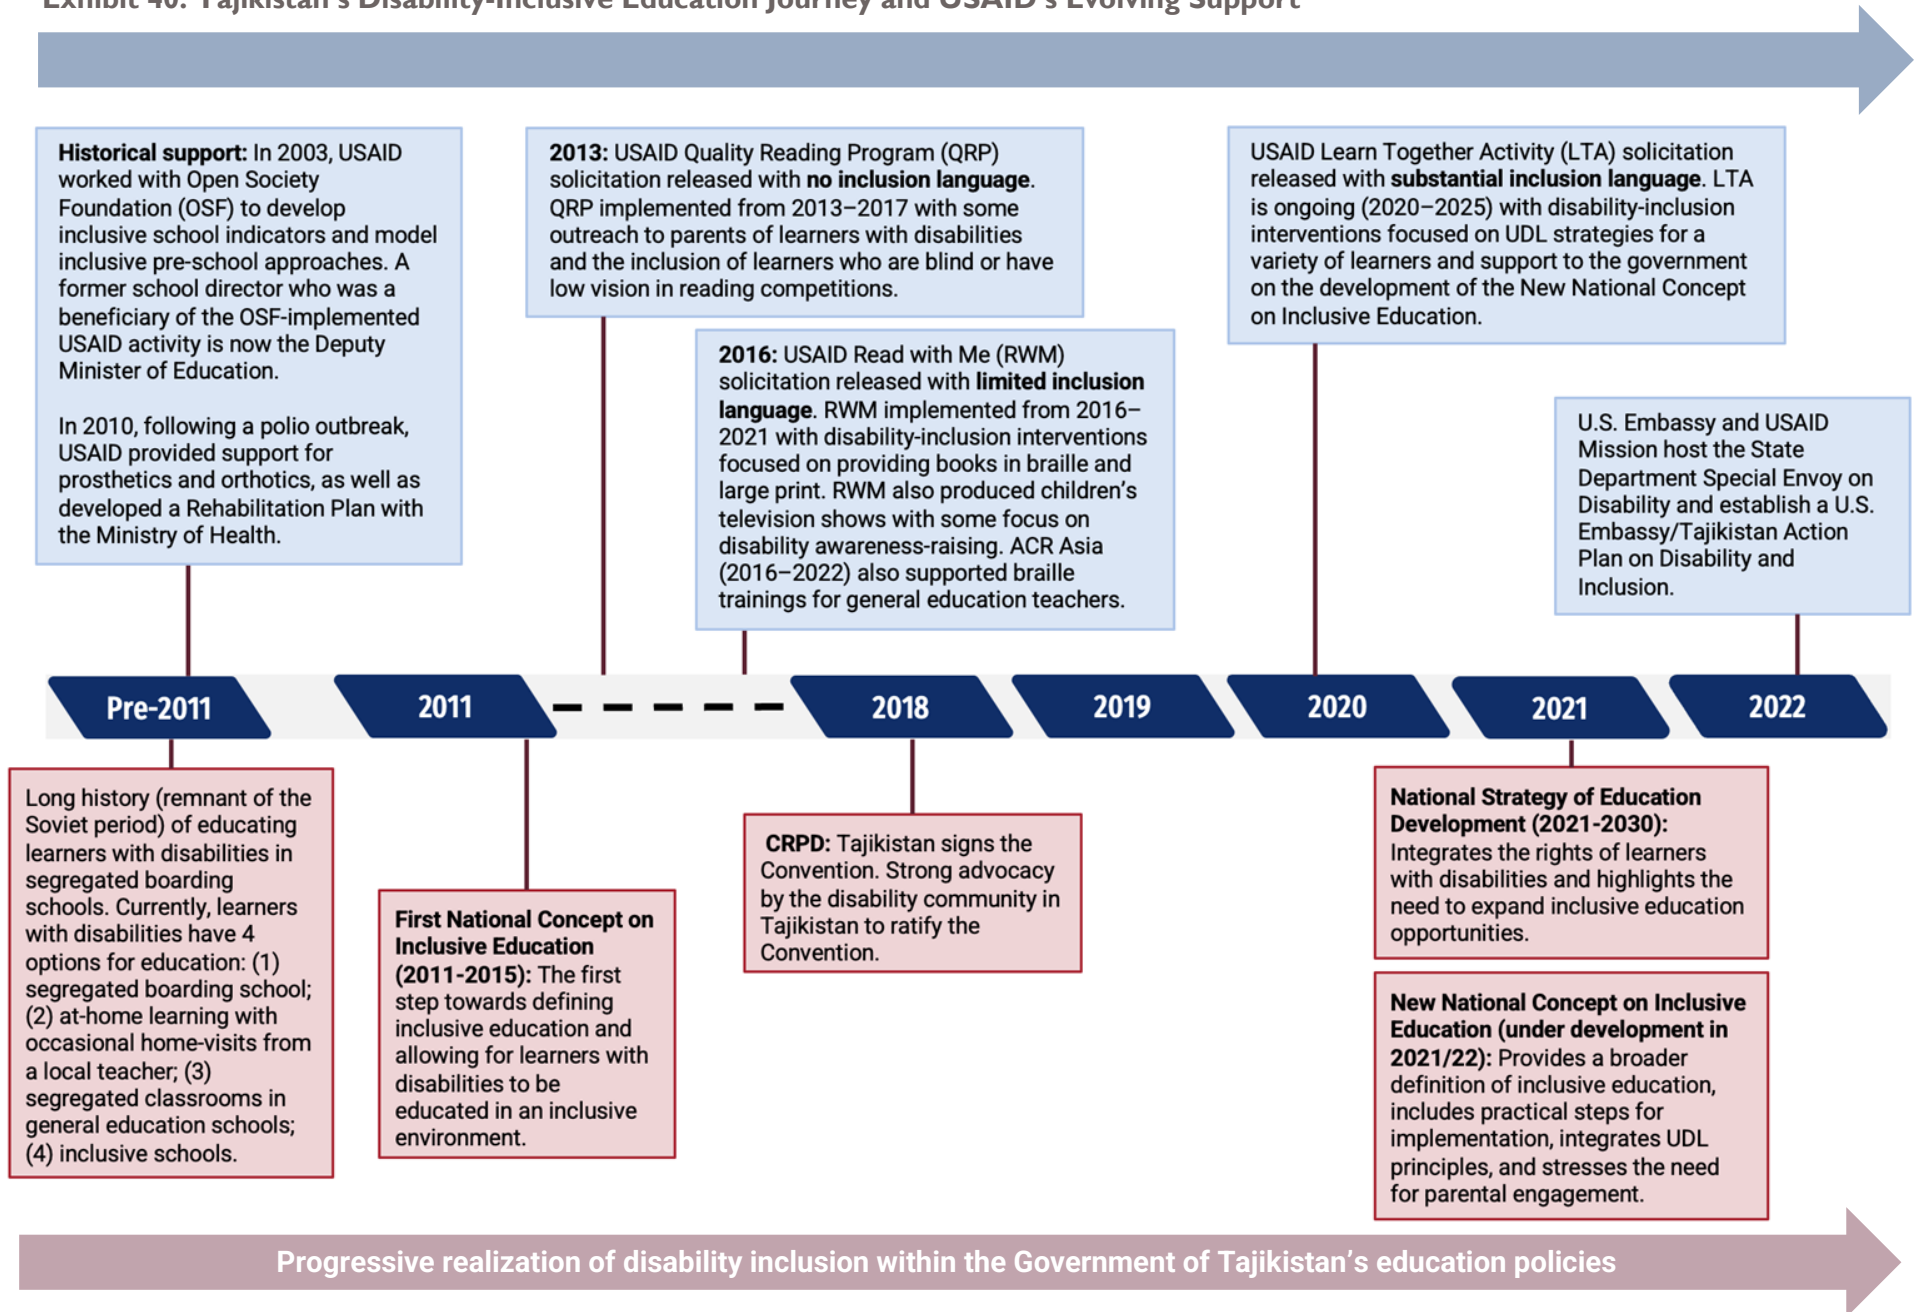 Exhibit 40: Tajikistan's Disability-Inclusive Education Journey and USAID's Evolving Support
Historical support: In 2003, USAID
worked with Open Society
Foundation (OSF) to develop
inclusive school indicators and model
inclusive pre-school approaches. A
former school director who was a
beneficiary of the OSF-implemented
USAID activity is now the Deputy
Minister of Education.
In 2010, following a polio outbreak,
USAID provided support for
prosthetics and orthotics, as well as
developed a Rehabilitation Plan with
the Ministry of Health.
2013: USAID Quality Reading Program (QRP)
solicitation released with no inclusion language.
QRP implemented from 2013–2017 with some
outreach to parents of learners with disabilities
and the inclusion of learners who are blind or have
low vision in reading competitions.
2016: USAID Read with Me (RWM)
solicitation released with limited inclusion
language. RWM implemented from 2016–
2021 with disability-inclusion interventions
focused on providing books in braille and
large print. RWM also produced children's
television shows with some focus on
disability awareness-raising. ACR Asia
(2016–2022) also supported braille
trainings for general education teachers.
USAID Learn Together Activity (LTA) solicitation
released with substantial inclusion language. LTA
is ongoing (2020–2025) with disability-inclusion
interventions focused on UDL strategies for a
variety of learners and support to the government
on the development of the New National Concept
on Inclusive Education.
U.S. Embassy and USAID
Mission host the State
Department Special Envoy on
Disability and establish a U.S.
Embassy/Tajikistan Action
Plan on Disability and
Inclusion.
Pre-2011
2011
2018
2019
2020
2021
2022
Long history (remnant of the
Soviet period) of educating
learners with disabilities in
segregated boarding
schools. Currently, learners
with disabilities have 4
options for education: (1)
segregated boarding school;
(2) at-home learning with
occasional home-visits from
a local teacher; (3)
segregated classrooms in
general education schools;
(4) inclusive schools.
First National Concept on
Inclusive Education
(2011-2015): The first
step towards defining
inclusive education and
allowing for learners with
disabilities to be
educated in an inclusive
environment.
CRPD: Tajikistan signs the
Convention. Strong advocacy
by the disability community in
Tajikistan to ratify the
Convention.
National Strategy of Education
Development (2021-2030):
Integrates the rights of learners
with disabilities and highlights the
need to expand inclusive education
opportunities.
New National Concept on Inclusive
Education (under development in
2021/22): Provides a broader
definition of inclusive education,
includes practical steps for
implementation, integrates UDL
principles, and stresses the need
for parental engagement.
Progressive realization of disability inclusion within the Government of Tajikistan's education policies